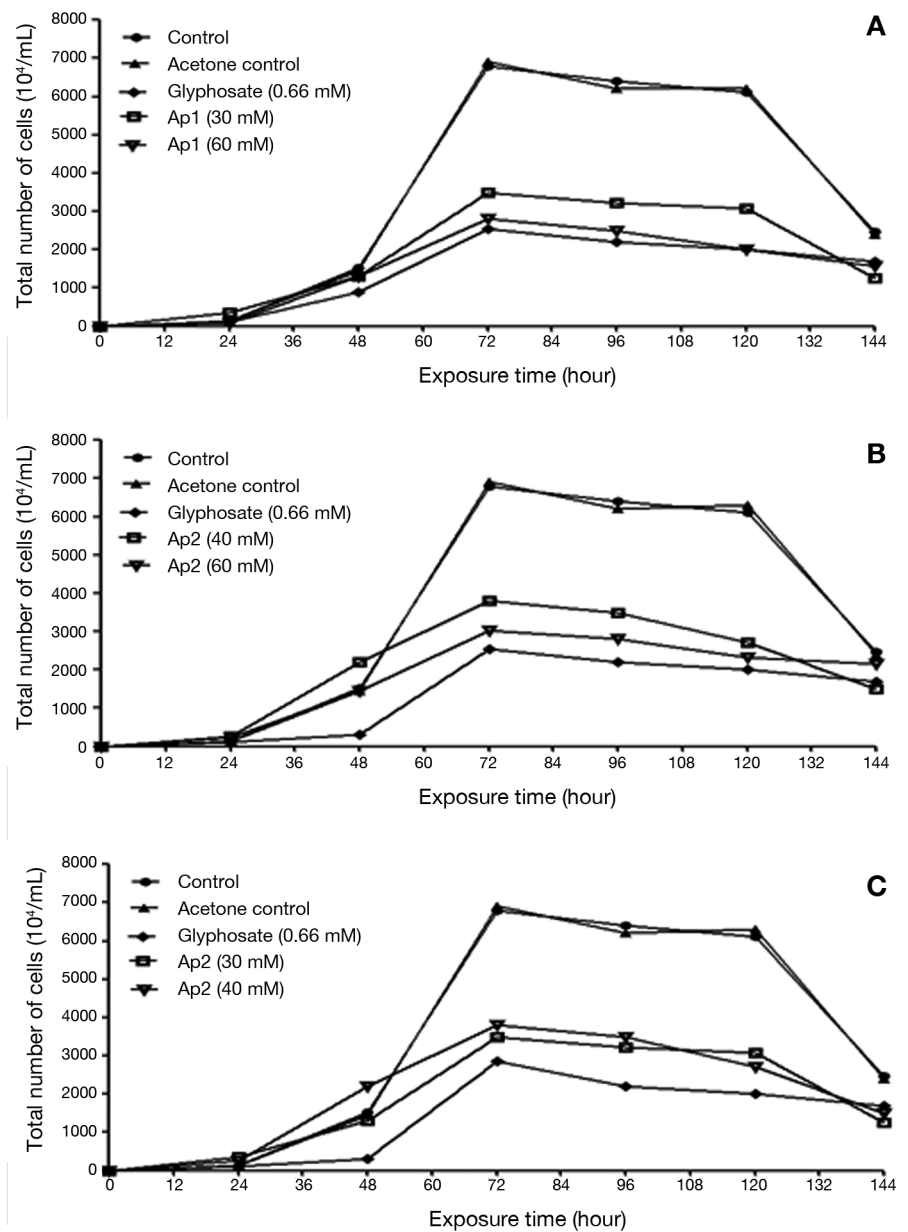 A
8000
7000
6000
5000
4000
3000
2000
1000
0
Total number of cells (10⁴/mL)
Control
Acetone control
Glyphosate (0.66 mM)
Ap1 (30 mM)
Ap1 (60 mM)
0 12 24 36 48 60 72 84 96 108 120 132 144
Exposure time (hour)
B
8000
7000
6000
5000
4000
3000
2000
1000
0
Total number of cells (10⁴/mL)
Control
Acetone control
Glyphosate (0.66 mM)
Ap2 (40 mM)
Ap2 (60 mM)
0 12 24 36 48 60 72 84 96 108 120 132 144
Exposure time (hour)
C
8000
7000
6000
5000
4000
3000
2000
1000
0
Total number of cells (10⁴/mL)
Control
Acetone control
Glyphosate (0.66 mM)
Ap2 (30 mM)
Ap2 (40 mM)
0 12 24 36 48 60 72 84 96 108 120 132 144
Exposure time (hour)